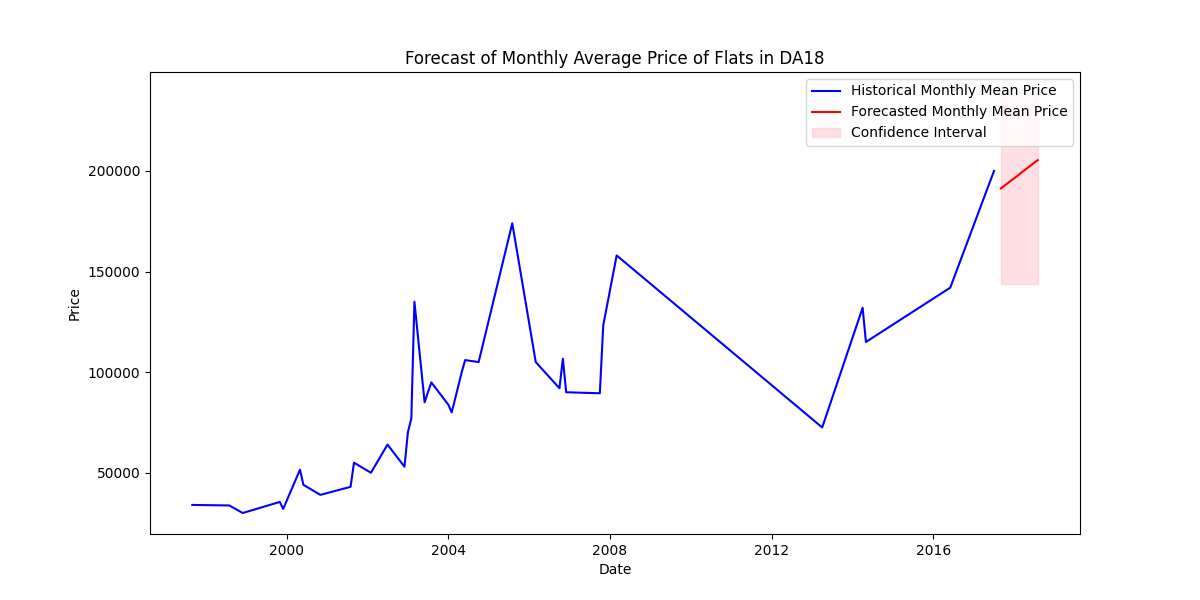 Forecast of Monthly Average Price of Flats in DA18
Historical Monthly Mean Price
Forecasted Monthly Mean Price
Confidence Interval
Price
200000
150000
100000
50000
2000
2004
2008
2012
2016
Date